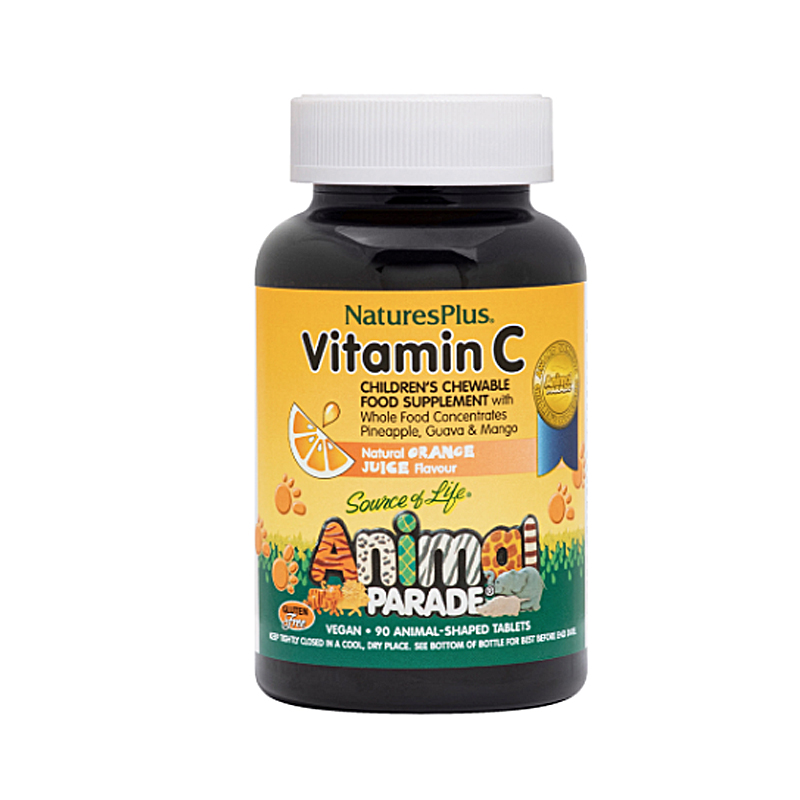 NaturesPlus®
Vitamin C
CHILDREN'S CHEWABLE
FOOD SUPPLEMENT with
Whole Food Concentrates
Pineapple, Guava & Mango
Natural ORANGE
JUICE Flavour
Source of Life®
Animal
PARADE®
GLUTEN
Free
VEGAN • 90 ANIMAL-SHAPED TABLETS
KEEP TIGHTLY CLOSED IN A COOL, DRY PLACE. SEE BOTTOM OF BOTTLE FOR BEST BEFORE END DATE.